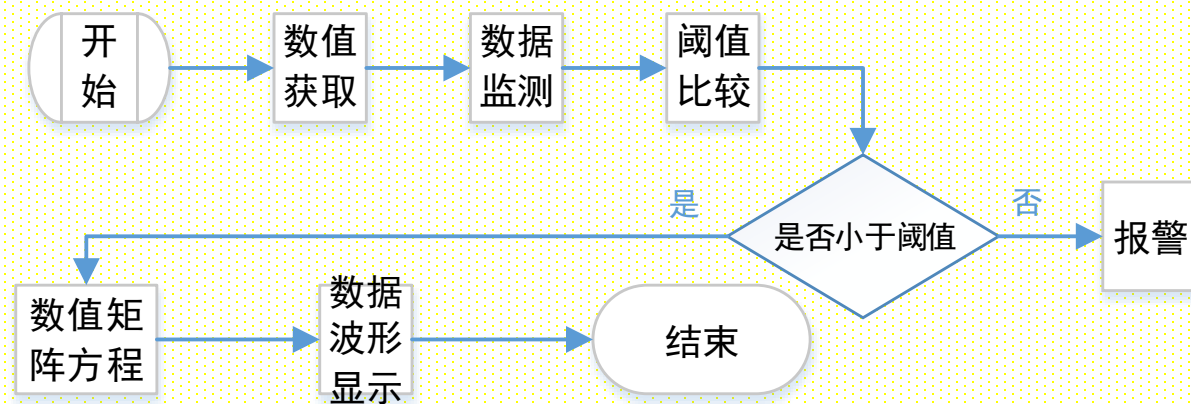 开
始
数值
获取
数据
监测
阈值
比较
是
否
是否小于阈值
报警
数值矩
阵方程
数据
波形
显示
结束